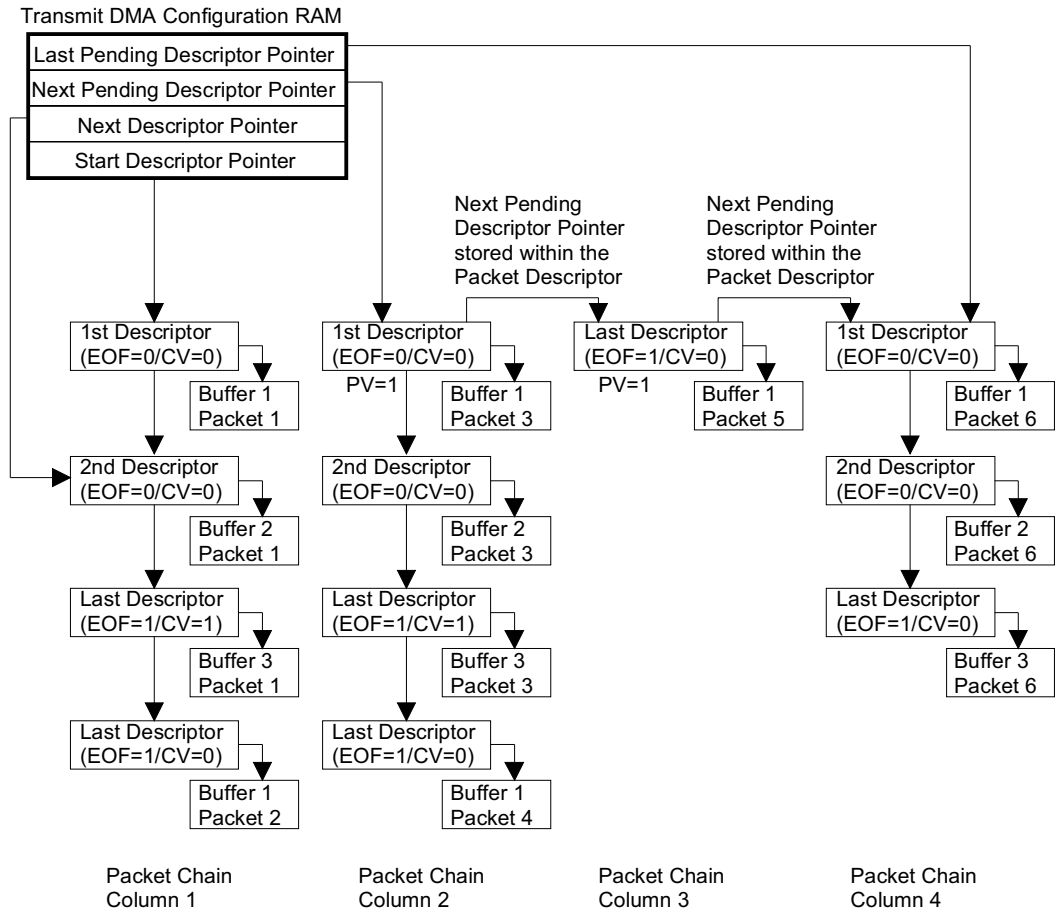 Transmit DMA Configuration RAM
Last Pending Descriptor Pointer
Next Pending Descriptor Pointer
Next Descriptor Pointer
Start Descriptor Pointer
Next Pending
Descriptor Pointer
stored within the
Packet Descriptor
Next Pending
Descriptor Pointer
stored within the
Packet Descriptor
1st Descriptor
(EOF=0/CV=0)
Buffer 1
Packet 1
1st Descriptor
(EOF=0/CV=0)
PV=1
Buffer 1
Packet 3
Last Descriptor
(EOF=1/CV=0)
PV=1
Buffer 1
Packet 5
1st Descriptor
(EOF=0/CV=0)
Buffer 1
Packet 6
2nd Descriptor
(EOF=0/CV=0)
Buffer 2
Packet 1
2nd Descriptor
(EOF=0/CV=0)
Buffer 2
Packet 3
2nd Descriptor
(EOF=0/CV=0)
Buffer 2
Packet 6
Last Descriptor
(EOF=1/CV=1)
Buffer 3
Packet 1
Last Descriptor
(EOF=1/CV=1)
Buffer 3
Packet 3
Last Descriptor
(EOF=1/CV=0)
Buffer 3
Packet 6
Last Descriptor
(EOF=1/CV=0)
Buffer 1
Packet 2
Last Descriptor
(EOF=1/CV=0)
Buffer 1
Packet 4
Packet Chain
Column 1
Packet Chain
Column 2
Packet Chain
Column 3
Packet Chain
Column 4